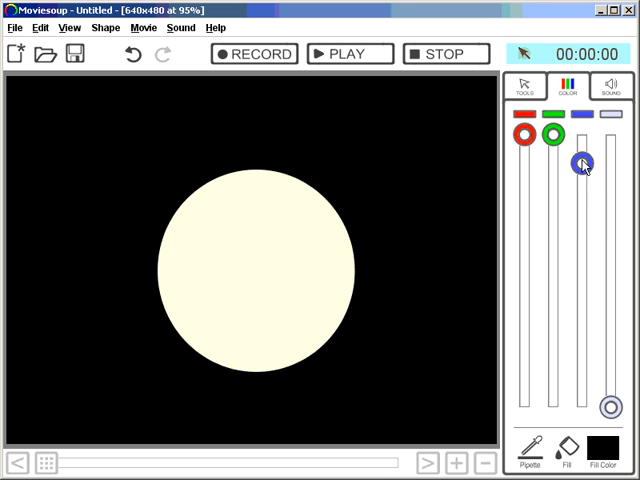 Moviesoup - Untitled - [640x480 at 95%]
File Edit View Shape Movie Sound Help
RECORD PLAY STOP 00:00:00
TOOLS COLOR SOUND
Pipette Fill Fill Color